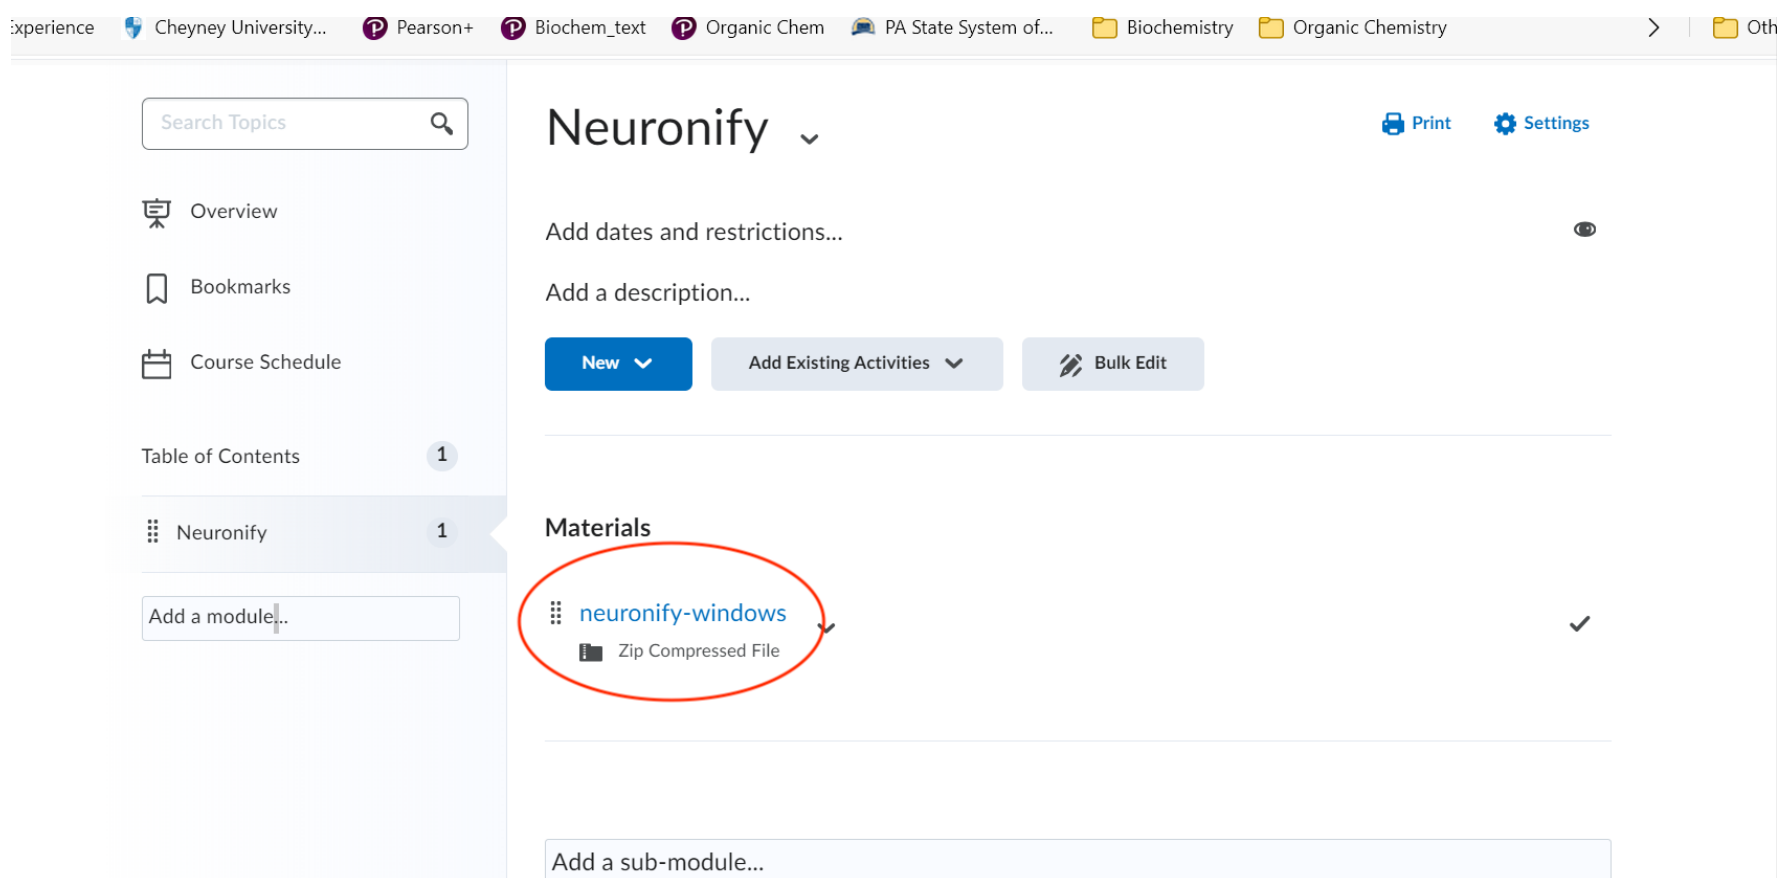 Experience Cheyney University... Pearson+ Biochem_text Organic Chem PA State System of... Biochemistry Organic Chemistry Oth
Search Topics
Overview
Bookmarks
Course Schedule
Table of Contents 1
Neuronify 1
Add a module...
Neuronify
Print Settings
Add dates and restrictions...
Add a description...
New Add Existing Activities Bulk Edit
Materials
neuronify-windows
Zip Compressed File
Add a sub-module...